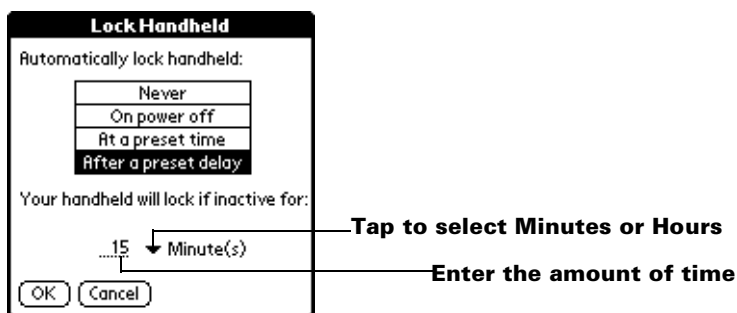 Lock Handheld
Automatically lock handheld:
Never
On power off
At a preset time
After a preset delay
Your handheld will lock if inactive for:
15 Minute(s)
Tap to select Minutes or Hours
Enter the amount of time
OK Cancel